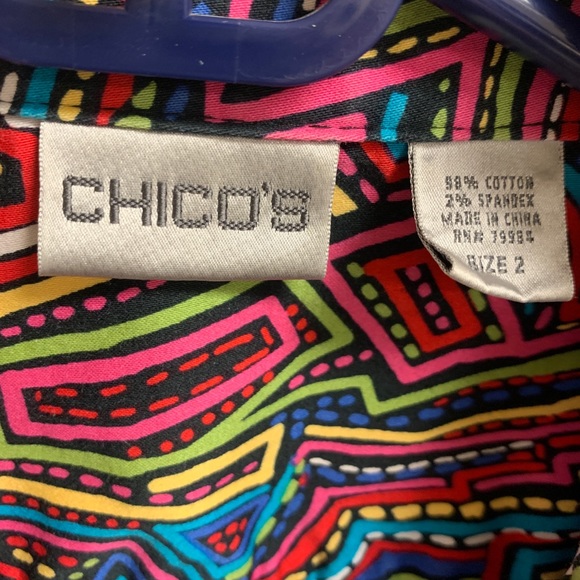 CHICO'S
98% COTTON
2% SPANDEX
MADE IN CHINA
RN# 79984
SIZE 2